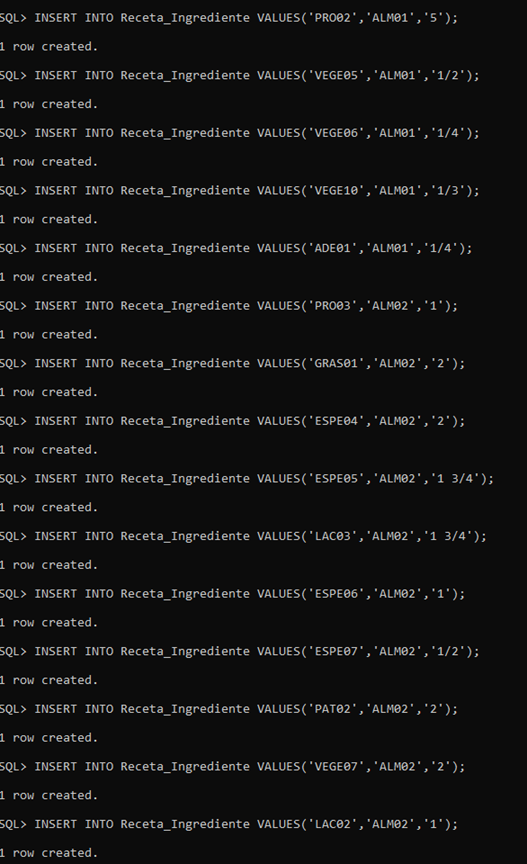 SQL> INSERT INTO Receta_Ingrediente VALUES('PRO02','ALM01','5');
1 row created.
SQL> INSERT INTO Receta_Ingrediente VALUES('VEGE05','ALM01','1/2');
1 row created.
SQL> INSERT INTO Receta_Ingrediente VALUES('VEGE06','ALM01','1/4');
1 row created.
SQL> INSERT INTO Receta_Ingrediente VALUES('VEGE10','ALM01','1/3');
1 row created.
SQL> INSERT INTO Receta_Ingrediente VALUES('ADE01','ALM01','1/4');
1 row created.
SQL> INSERT INTO Receta_Ingrediente VALUES('PRO03','ALM02','1');
1 row created.
SQL> INSERT INTO Receta_Ingrediente VALUES('GRAS01','ALM02','2');
1 row created.
SQL> INSERT INTO Receta_Ingrediente VALUES('ESPE04','ALM02','2');
1 row created.
SQL> INSERT INTO Receta_Ingrediente VALUES('ESPE05','ALM02','1 3/4');
1 row created.
SQL> INSERT INTO Receta_Ingrediente VALUES('LAC03','ALM02','1 3/4');
1 row created.
SQL> INSERT INTO Receta_Ingrediente VALUES('ESPE06','ALM02','1');
1 row created.
SQL> INSERT INTO Receta_Ingrediente VALUES('ESPE07','ALM02','1/2');
1 row created.
SQL> INSERT INTO Receta_Ingrediente VALUES('PAT02','ALM02','2');
1 row created.
SQL> INSERT INTO Receta_Ingrediente VALUES('VEGE07','ALM02','2');
1 row created.
SQL> INSERT INTO Receta_Ingrediente VALUES('LAC02','ALM02','1');
1 row created.